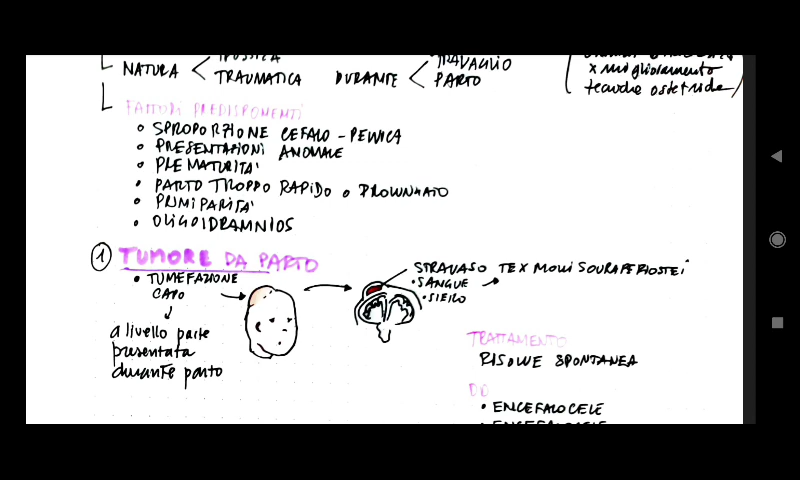 NATURA
TRAUMATICA
DURANTE
TRAVAGLIO
PARTO
x miglioramento
tecniche ostetriche)
FATTORI PREDISPONENTI
SPROPORZIONE CEFALO-PELVICA
PRESENTAZIONI ANOMALE
PREMATURITA'
PARTO TROPPO RAPIDO O PROLUNGATO
PRIMIPARITA'
OLIGOIDRAMNIOS
1 TUMORE DA PARTO
TUMEFAZIONE
CAPO
a livello parte
presentata
durante parto
STRAVASO TEX MOLLI SOVRAPERIOSTEI
SANGUE
SIERO
TRATTAMENTO
RISOLVE SPONTANEA
DD
ENCEFALOCELE